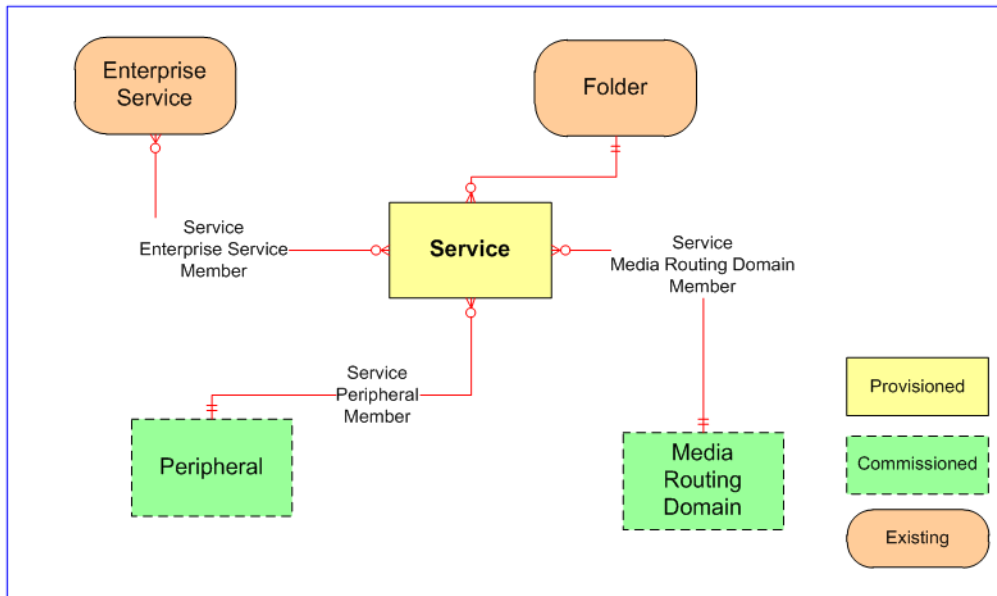 Enterprise
Service
Folder
Service
Enterprise Service
Member
Service
Service
Media Routing Domain
Member
Service
Peripheral
Member
Peripheral
Media
Routing
Domain
Provisioned
Commissioned
Existing